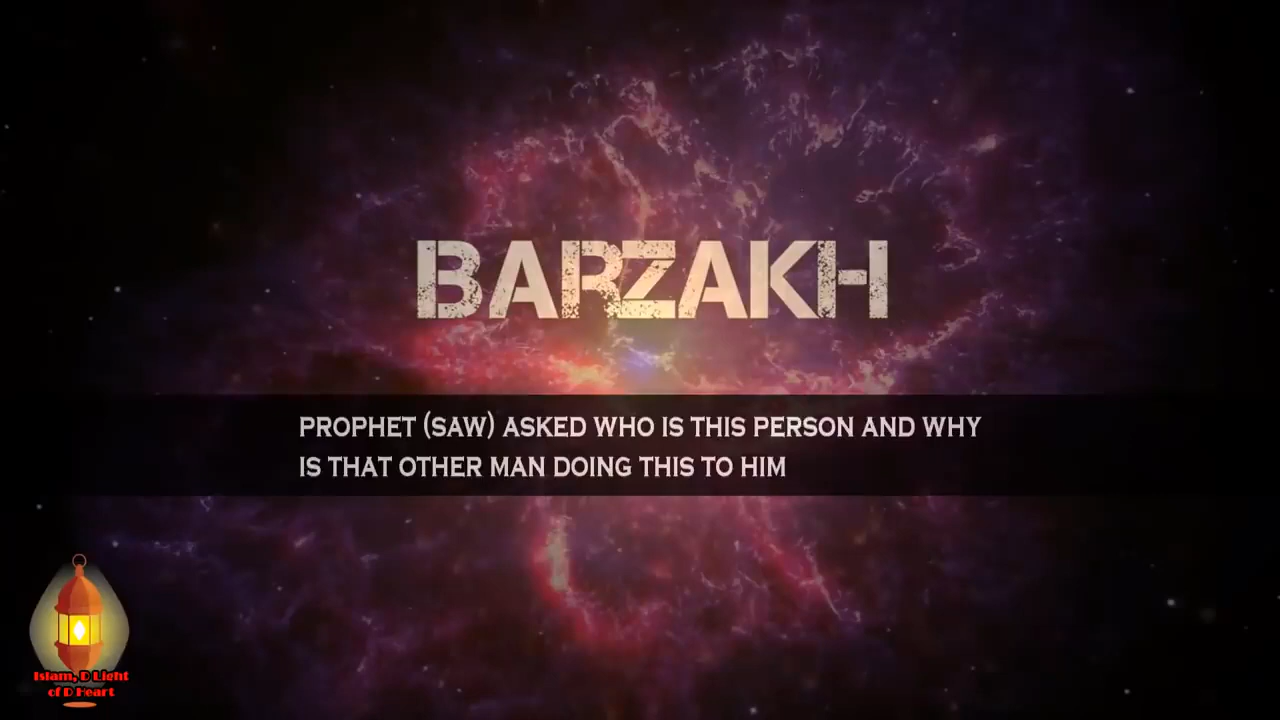 BARZAKH
PROPHET (SAW) ASKED WHO IS THIS PERSON AND WHY
IS THAT OTHER MAN DOING THIS TO HIM
Islam, D Light
of D Heart